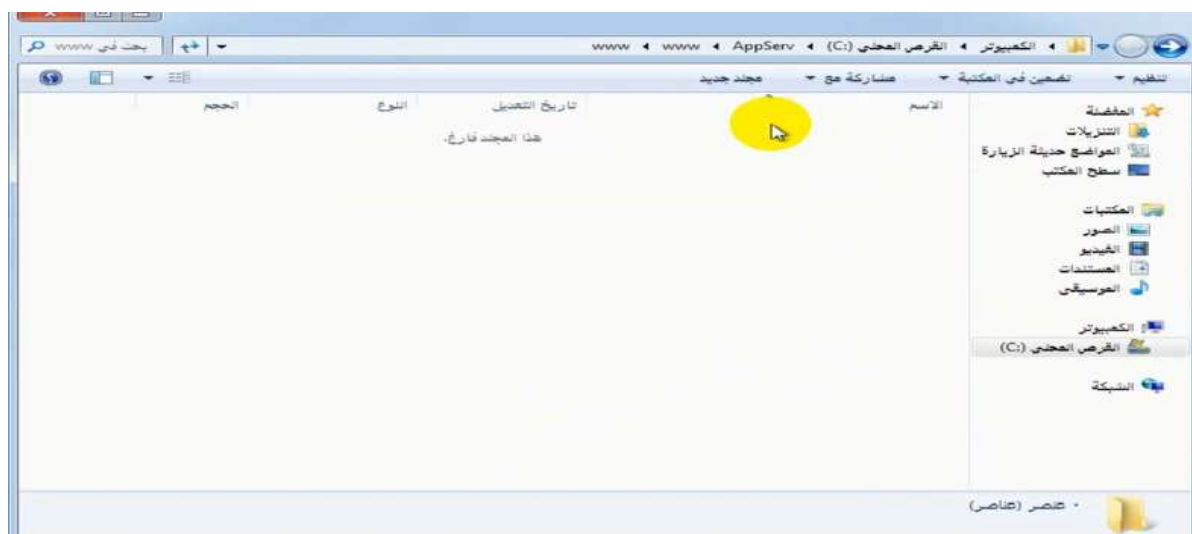 الكمبيوتر القرص المحلي (C:) AppServ www www
بحث في www
تنظيم تضمين في المكتبة مشاركة مع مجلد جديد
الاسم تاريخ التعديل النوع الحجم
هذا المجلد فارغ.
المفضلة
التنزيلات
المواضع حديثة الزيارة
سطح المكتب
المكتبات
الصور
الفيديو
المستندات
الموسيقى
الكمبيوتر
القرص المحلي (C:)
الشبكة
٠ عنصر (عناصر)